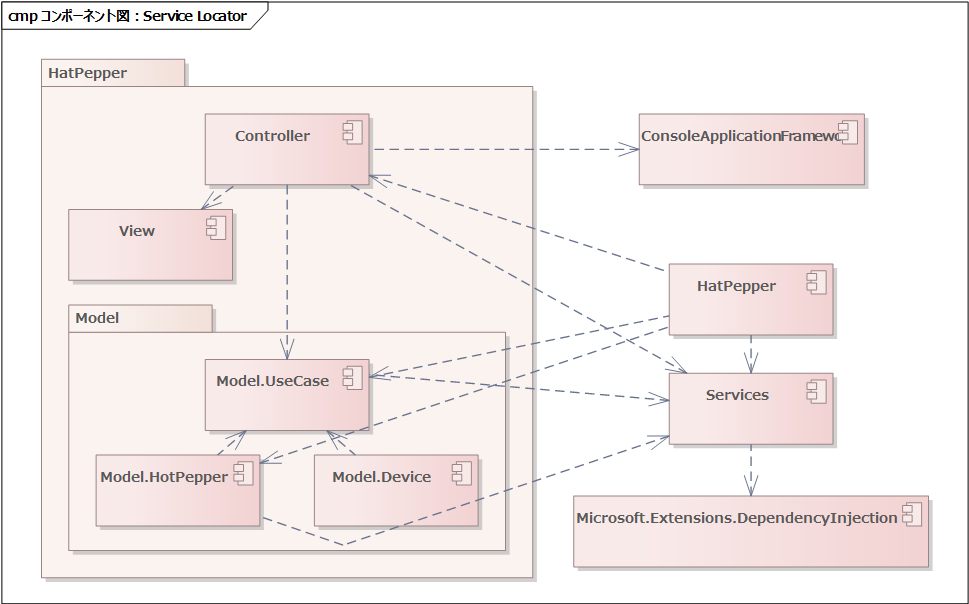 cmp コンポーネント図 : Service Locator
HatPepper
Controller
ConsoleApplicationFramewo
View
HatPepper
Model
Model.UseCase
Services
Model.HotPepper
Model.Device
Microsoft.Extensions.DependencyInjection